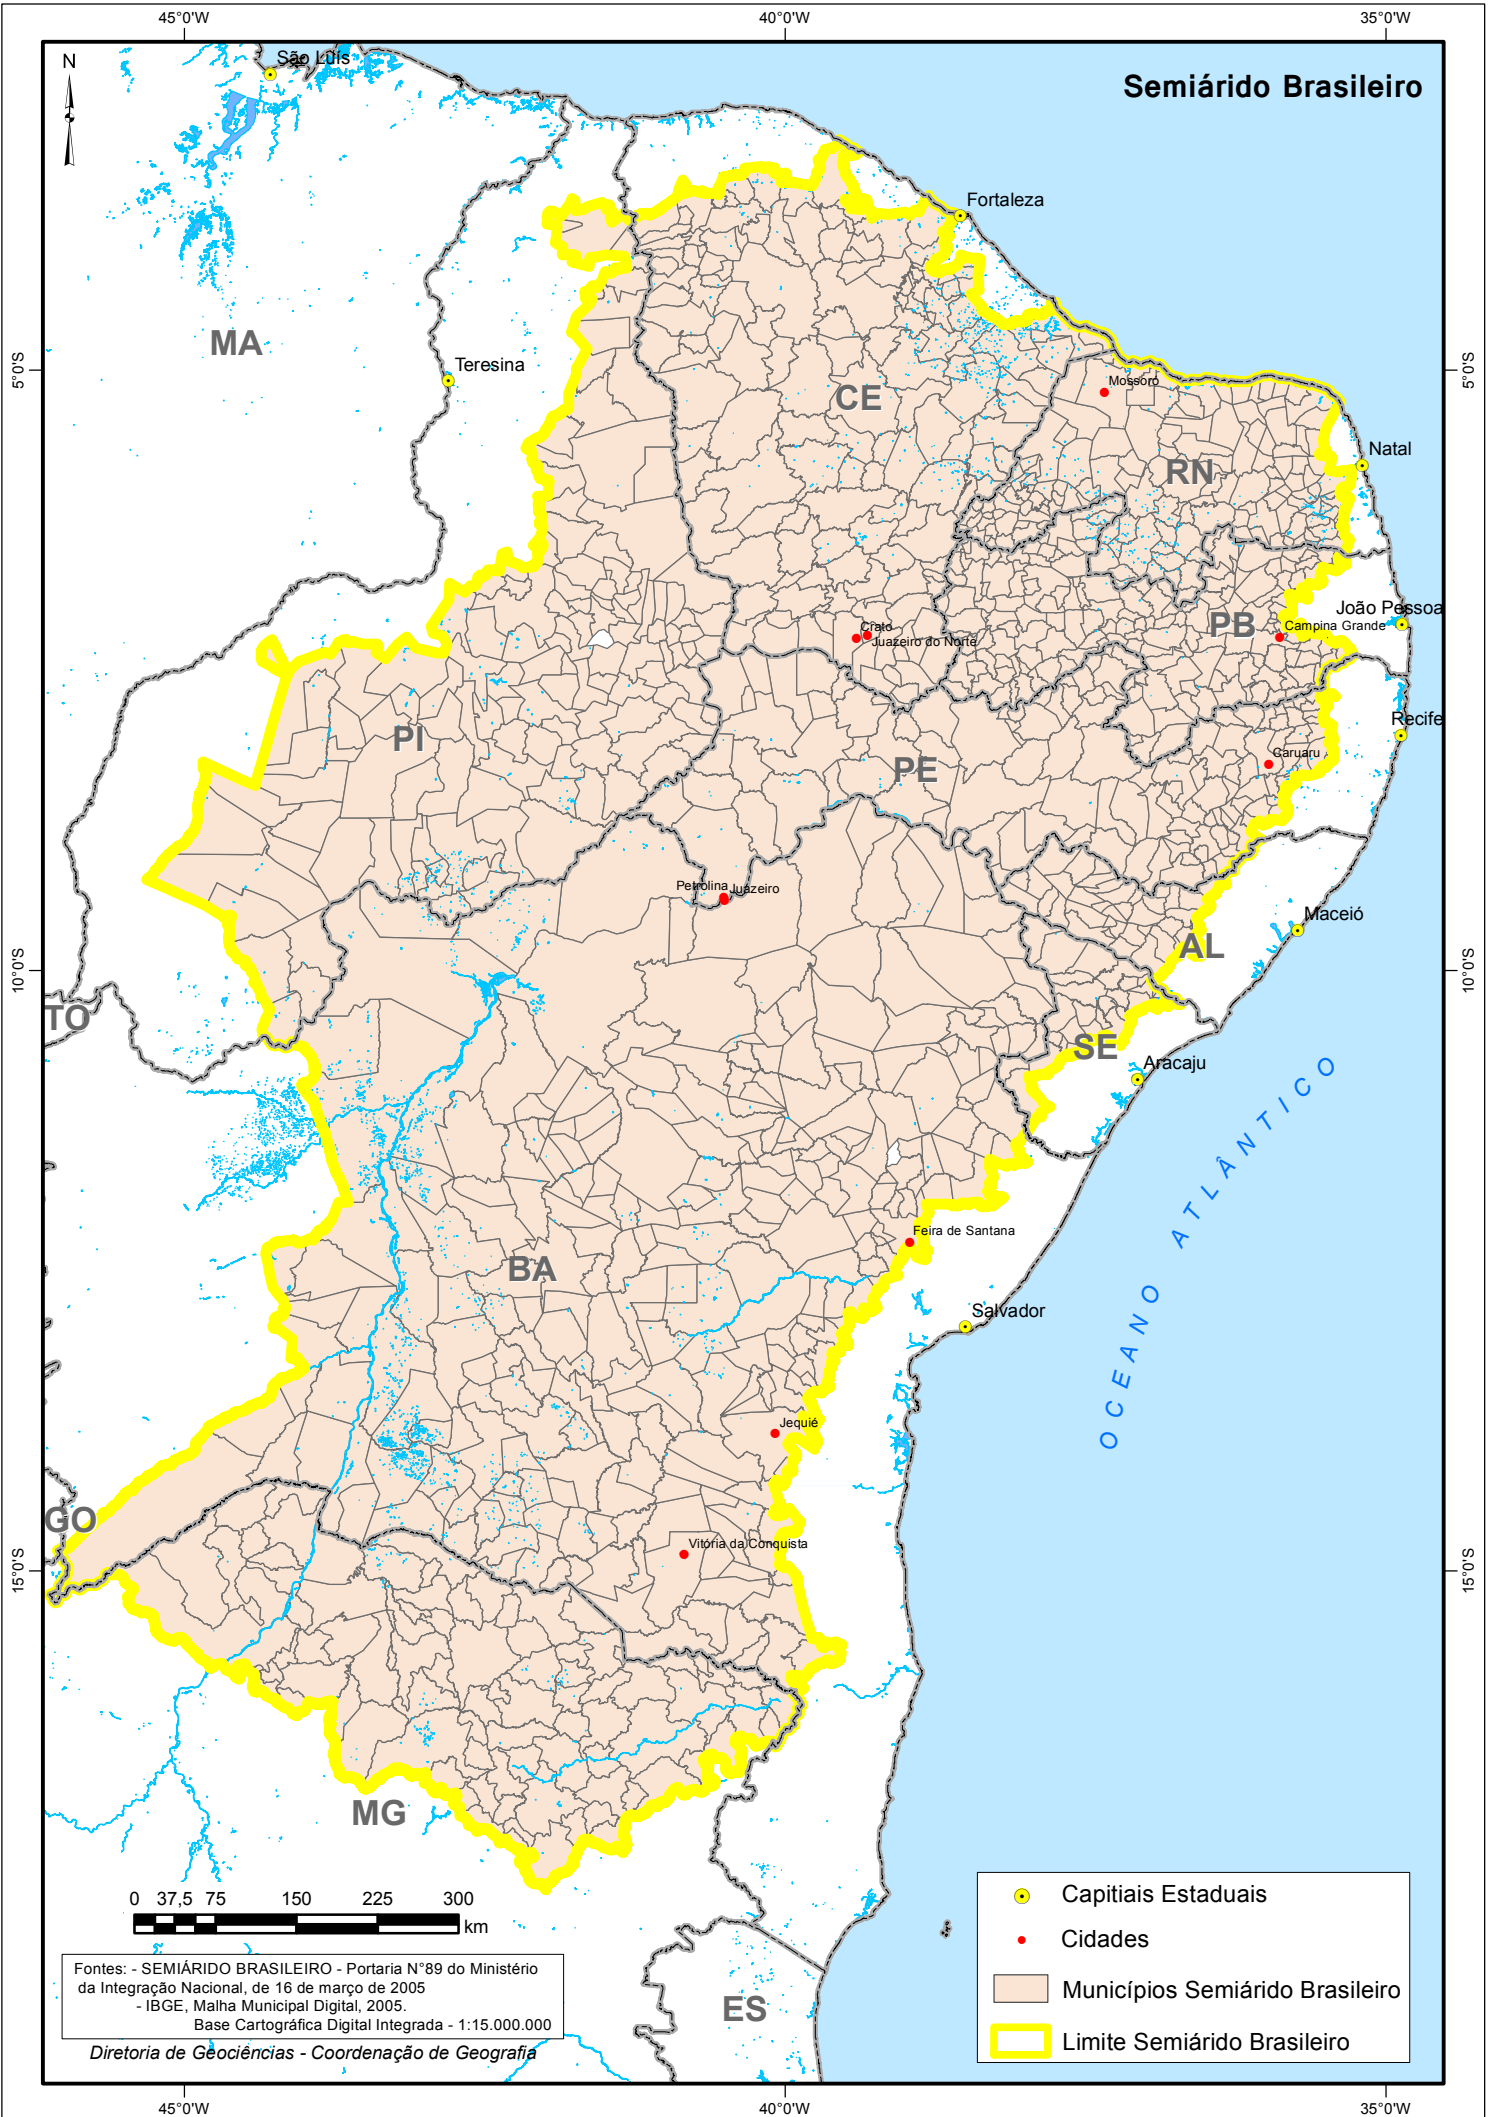 45°0'W 40°0'W 35°0'W
N
São Luís
Semiárido Brasileiro
Fortaleza
MA
Teresina
5°0'S 5°0'S
CE
Mossoró
Natal
RN
João Pessoa
Campina Grande
PB
Crato
Juazeiro do Norte
Recife
PI
PE
Caruaru
Petrolina
Juazeiro
Maceió
AL
10°0'S 10°0'S
TO
SE
Aracaju
OCEANO ATLÂNTICO
Feira de Santana
BA
Salvador
Jequié
GO
Vitória da Conquista
15°0'S 15°0'S
MG
0 37,5 75 150 225 300
km
Fontes: - SEMIÁRIDO BRASILEIRO - Portaria N°89 do Ministério
da Integração Nacional, de 16 de março de 2005
- IBGE, Malha Municipal Digital, 2005.
Base Cartográfica Digital Integrada - 1:15.000.000
Diretoria de Geociências - Coordenação de Geografia
ES
Capitiais Estaduais
Cidades
Municípios Semiárido Brasileiro
Limite Semiárido Brasileiro
45°0'W 40°0'W 35°0'W